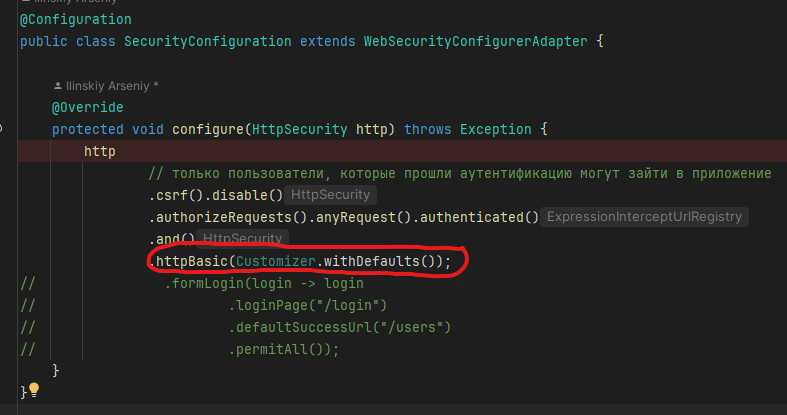 Ilinskiy Arseniy
@Configuration
public class SecurityConfiguration extends WebSecurityConfigurerAdapter {
Ilinskiy Arseniy *
@Override
protected void configure(HttpSecurity http) throws Exception {
http
// только пользователи, которые прошли аутентификацию могут зайти в приложение
.csrf().disable() HttpSecurity
.authorizeRequests().anyRequest().authenticated() ExpressionInterceptUrlRegistry
.and() HttpSecurity
.httpBasic(Customizer.withDefaults());
// .formLogin(login -> login
// .loginPage("/login")
// .defaultSuccessUrl("/users")
// .permitAll());
}
}